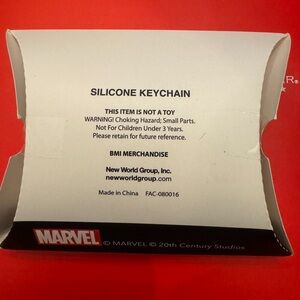 SILICONE KEYCHAIN
THIS ITEM IS NOT A TOY
WARNING! Choking Hazard; Small Parts.
Not For Children Under 3 Years.
Please retain for future reference.
BMI MERCHANDISE
New World Group, Inc.
newworldgroup.com
Made in China FAC-080016
MARVEL © MARVEL © 20th Century Studios